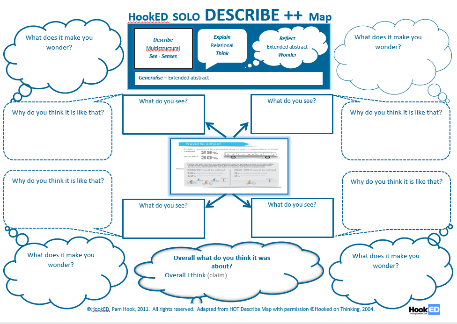 HookED SOLO DESCRIBE ++ Map
Describe
Multistructural
See - Senses
Explain
Relational
Think
Reflect
Extended abstract
Wonder
Generalise – Extended abstract
What does it make you
wonder?
What does it make you
wonder?
What do you see?
What do you see?
Why do you think it is like that?
Why do you think it is like that?
Why do you think it is like that?
Why do you think it is like that?
What do you see?
What do you see?
What does it make you
wonder?
What does it make you
wonder?
Overall what do you think it was
about?
Overall I think (claim)
©HookED, Pam Hook, 2011. All rights reserved. Adapted from HOT Describe Map with permission ©Hooked on Thinking, 2004.
HookED